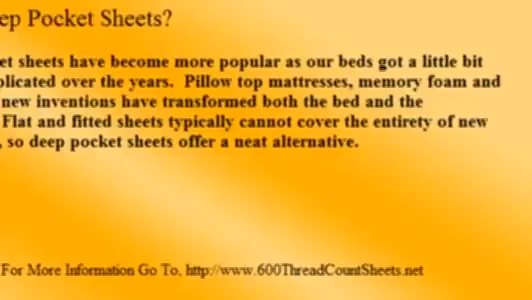 ep Pocket Sheets?
et sheets have become more popular as our beds got a little bit
plicated over the years. Pillow top mattresses, memory foam and
new inventions have transformed both the bed and the
Flat and fitted sheets typically cannot cover the entirety of new
, so deep pocket sheets offer a neat alternative.
For More Information Go To, http://www.600ThreadCountSheets.net